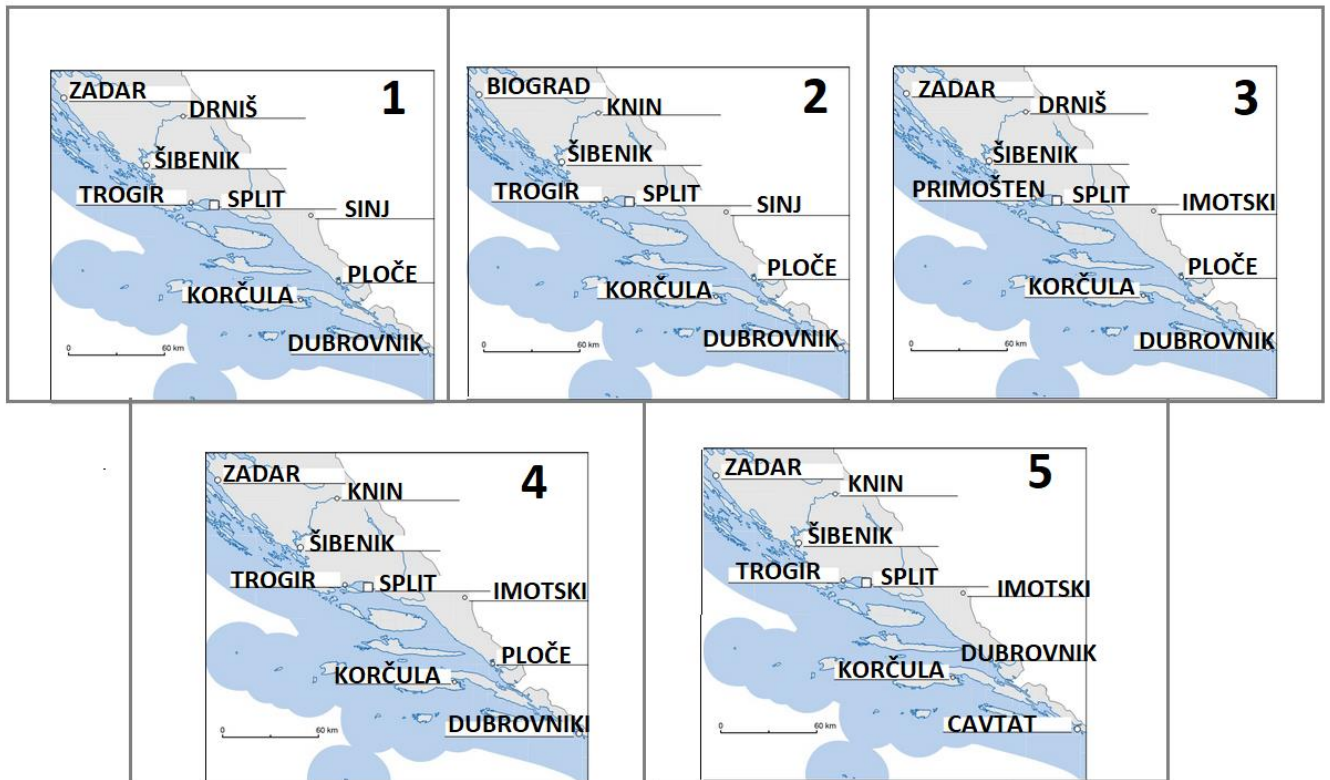 ZADAR
1
DRNIŠ
ŠIBENIK
TROGIR
SPLIT
SINJ
PLOČE
KORČULA
DUBROVNIK
0 60 km
BIOGRAD
2
KNIN
ŠIBENIK
TROGIR
SPLIT
SINJ
PLOČE
KORČULA
DUBROVNIK
0 60 km
ZADAR
3
DRNIŠ
ŠIBENIK
PRIMOŠTEN
SPLIT
IMOTSKI
PLOČE
KORČULA
DUBROVNIK
0 60 km
ZADAR
4
KNIN
ŠIBENIK
TROGIR
SPLIT
IMOTSKI
PLOČE
KORČULA
DUBROVNIKI
0 60 km
ZADAR
5
KNIN
ŠIBENIK
TROGIR
SPLIT
IMOTSKI
DUBROVNIK
KORČULA
CAVTAT
0 60 km